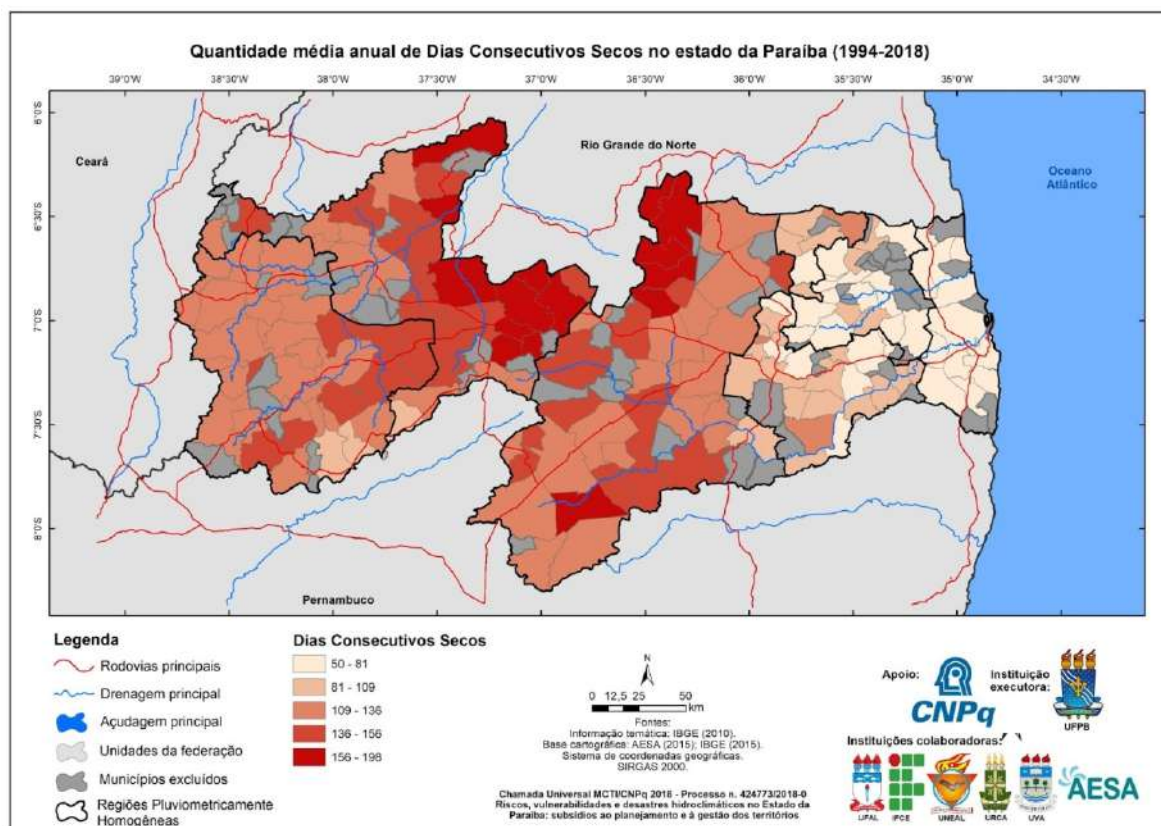 Quantidade média anual de Dias Consecutivos Secos no estado da Paraíba (1994-2018)
39°0'W 38°30'W 38°0'W 37°30'W 37°0'W 36°30'W 36°0'W 35°30'W 35°0'W 34°30'W
6°0'S
Ceará
Rio Grande do Norte
Oceano
Atlântico
6°30'S
7°0'S
7°30'S
8°0'S
Pernambuco
Legenda
Rodovias principais
Drenagem principal
Açudagem principal
Unidades da federação
Municípios excluídos
Regiões Pluviometricamente
Homogêneas
Dias Consecutivos Secos
50 - 81
81 - 109
109 - 136
136 - 156
156 - 196
N
0 12,5 25 50
km
Fontes:
Informação temática: IBGE (2010).
Base cartográfica: AESA (2015); IBGE (2015).
Sistema de coordenadas geográficas.
SIRGAS 2000.
Chamada Universal MCTI/CNPq 2018 - Processo n. 424773/2018-0
Riscos, vulnerabilidades e desastres hidroclimáticos no Estado da
Paraíba: subsídios ao planejamento e à gestão dos territórios
Apoio:
CNPq
Instituição
executora:
UFPB
Instituições colaboradoras:
UFAL IFCE UNEAL URCA UVA AESA